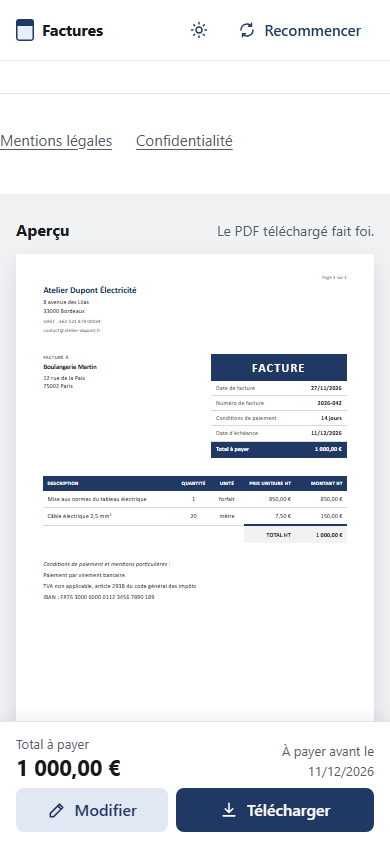 Factures
Recommencer
Mentions légales Confidentialité
Aperçu
Le PDF téléchargé fait foi.
Page 1 sur 1
Atelier Dupont Électricité
8 avenue des Lilas
33000 Bordeaux
SIRET : 362 521 879 00034
contact@atelier-dupont.fr
FACTURÉ À
Boulangerie Martin
12 rue de la Paix
75002 Paris
FACTURE
Date de facture 27/11/2026
Numéro de facture 2026-042
Conditions de paiement 14 jours
Date d'échéance 11/12/2026
Total à payer 1 000,00 €
DESCRIPTION QUANTITÉ UNITÉ PRIX UNITAIRE HT MONTANT HT
Mise aux normes du tableau électrique 1 forfait 850,00 € 850,00 €
Câble électrique 2,5 mm² 20 mètre 7,50 € 150,00 €
TOTAL HT 1 000,00 €
Conditions de paiement et mentions particulières :
Paiement par virement bancaire.
TVA non applicable, article 293B du code général des impôts
IBAN : FR76 3000 6000 0112 3456 7890 189
Total à payer
1 000,00 €
À payer avant le
11/12/2026
Modifier
Télécharger